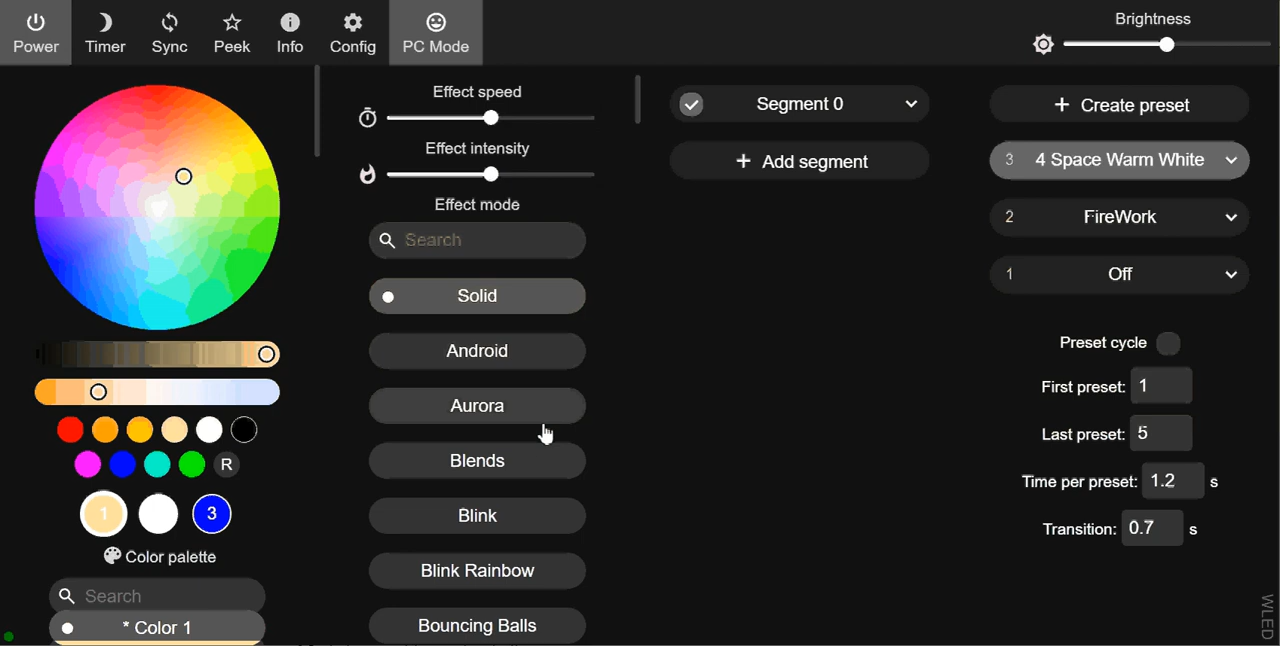 Power
Timer
Sync
Peek
Info
Config
PC Mode
Brightness
R
1
3
Color palette
Search
* Color 1
Effect speed
Effect intensity
Effect mode
Search
Solid
Android
Aurora
Blends
Blink
Blink Rainbow
Bouncing Balls
Segment 0
+ Add segment
+ Create preset
3 4 Space Warm White
2 FireWork
1 Off
Preset cycle
First preset: 1
Last preset: 5
Time per preset: 1.2 s
Transition: 0.7 s
WLED